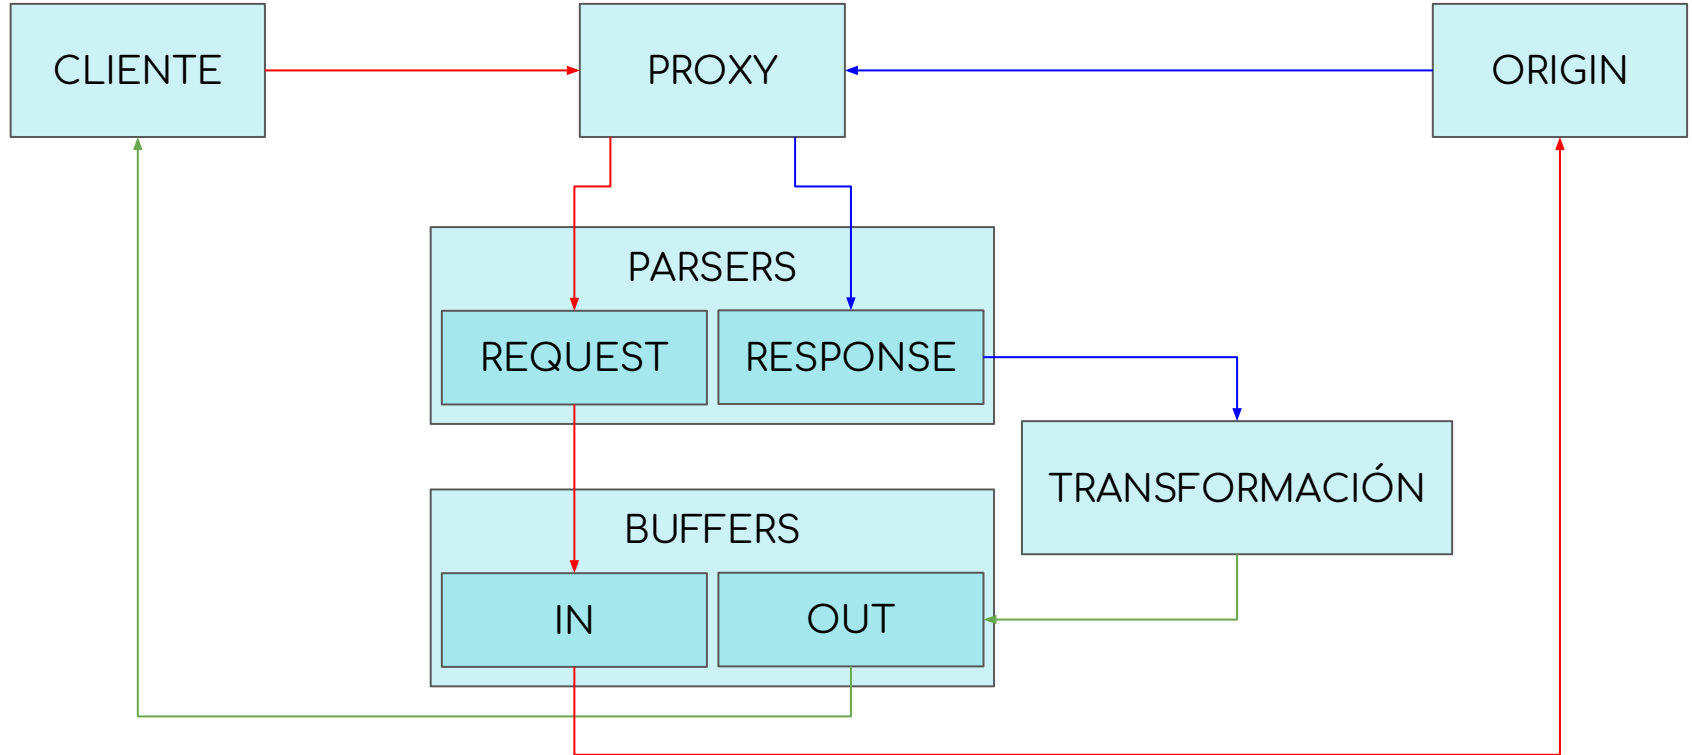 CLIENTE
PROXY
ORIGIN
PARSERS
REQUEST
RESPONSE
TRANSFORMACIÓN
BUFFERS
IN
OUT